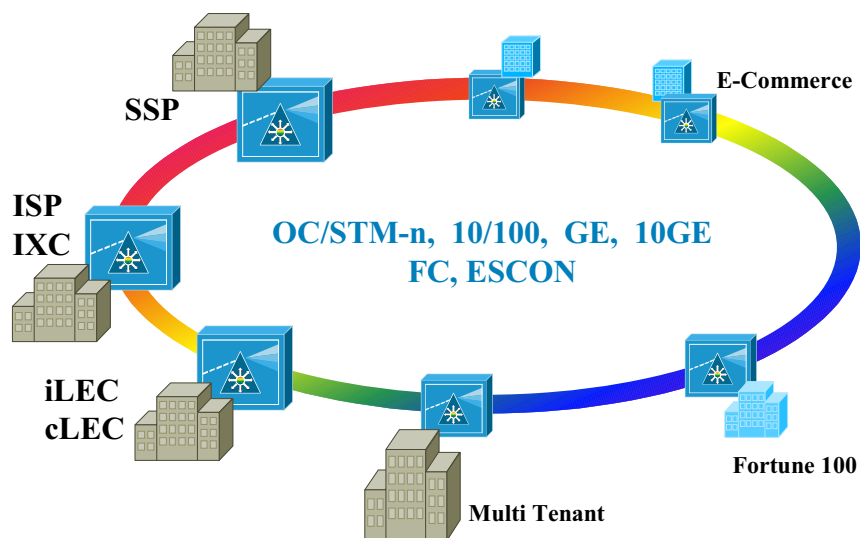 SSP
E-Commerce
ISP
IXC
OC/STM-n, 10/100, GE, 10GE
FC, ESCON
iLEC
cLEC
Multi Tenant
Fortune 100